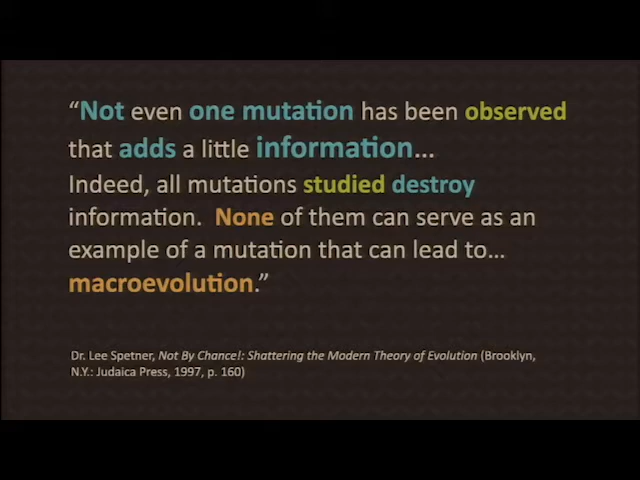 “Not even one mutation has been observed
that adds a little information...
Indeed, all mutations studied destroy
information.  None of them can serve as an
example of a mutation that can lead to...
macroevolution.”
Dr. Lee Spetner, Not By Chance!: Shattering the Modern Theory of Evolution (Brooklyn,
N.Y.: Judaica Press, 1997, p. 160)